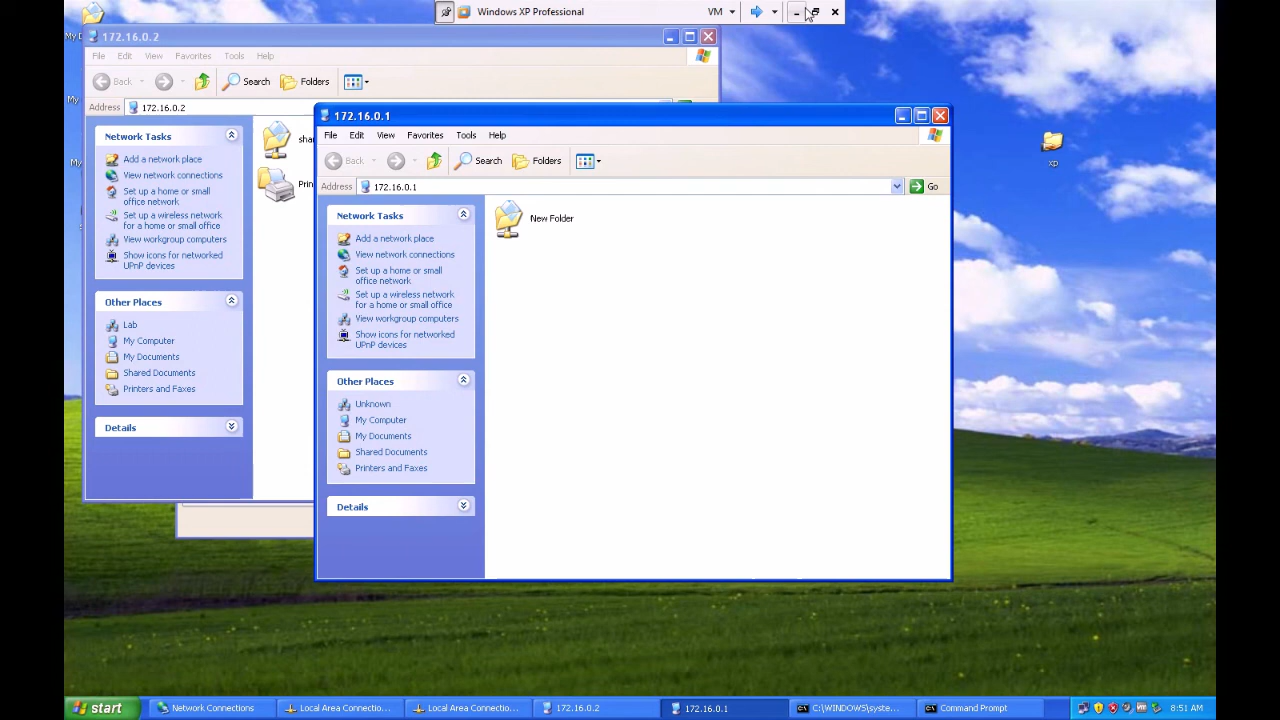 Windows XP Professional
VM
172.16.0.2
File Edit View Favorites Tools Help
Back
Search
Folders
Address
172.16.0.2
Network Tasks
Add a network place
View network connections
Set up a home or small
office network
Set up a wireless network
for a home or small office
View workgroup computers
Show icons for networked
UPnP devices
Other Places
Lab
My Computer
My Documents
Shared Documents
Printers and Faxes
Details
172.16.0.1
File Edit View Favorites Tools Help
Back
Search
Folders
Address
172.16.0.1
Go
Network Tasks
Add a network place
View network connections
Set up a home or small
office network
Set up a wireless network
for a home or small office
View workgroup computers
Show icons for networked
UPnP devices
Other Places
Unknown
My Computer
My Documents
Shared Documents
Printers and Faxes
Details
New Folder
xp
start
Network Connections
Local Area Connectio...
Local Area Connectio...
172.16.0.2
172.16.0.1
C:\WINDOWS\syste...
Command Prompt
8:51 AM